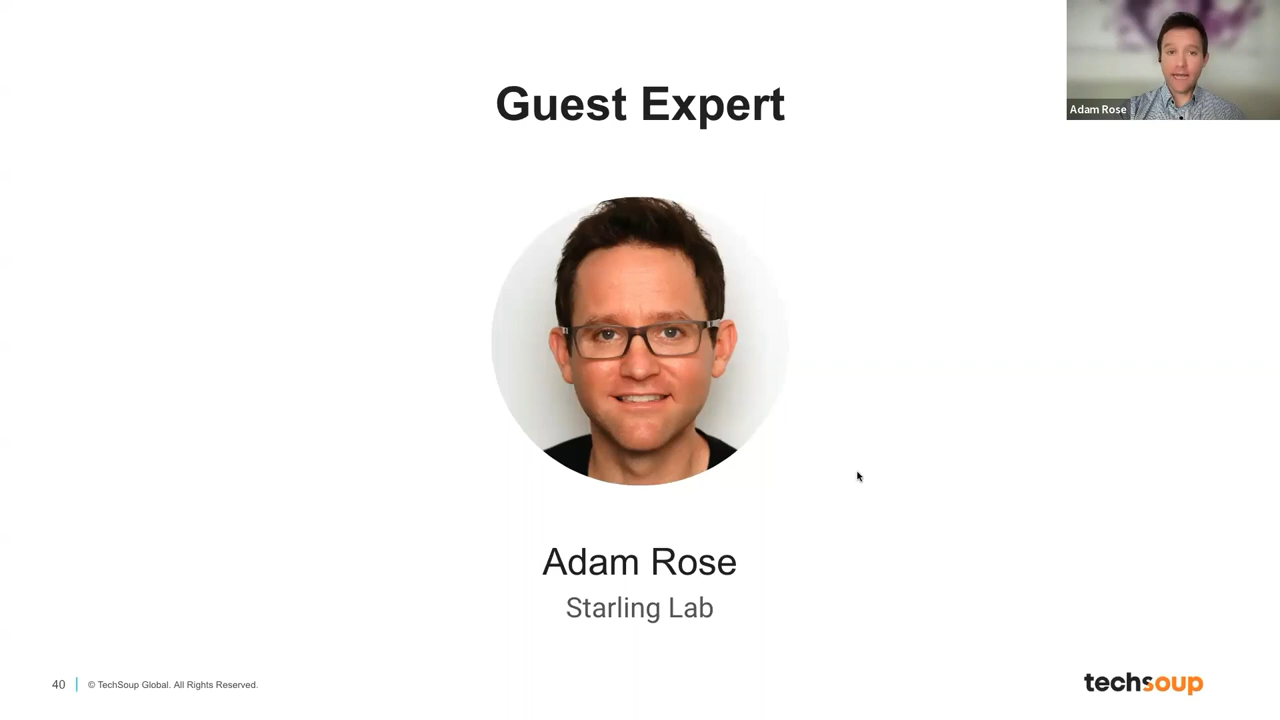 Guest Expert
Adam Rose
Adam Rose
Starling Lab
40
© TechSoup Global. All Rights Reserved.
techsoup